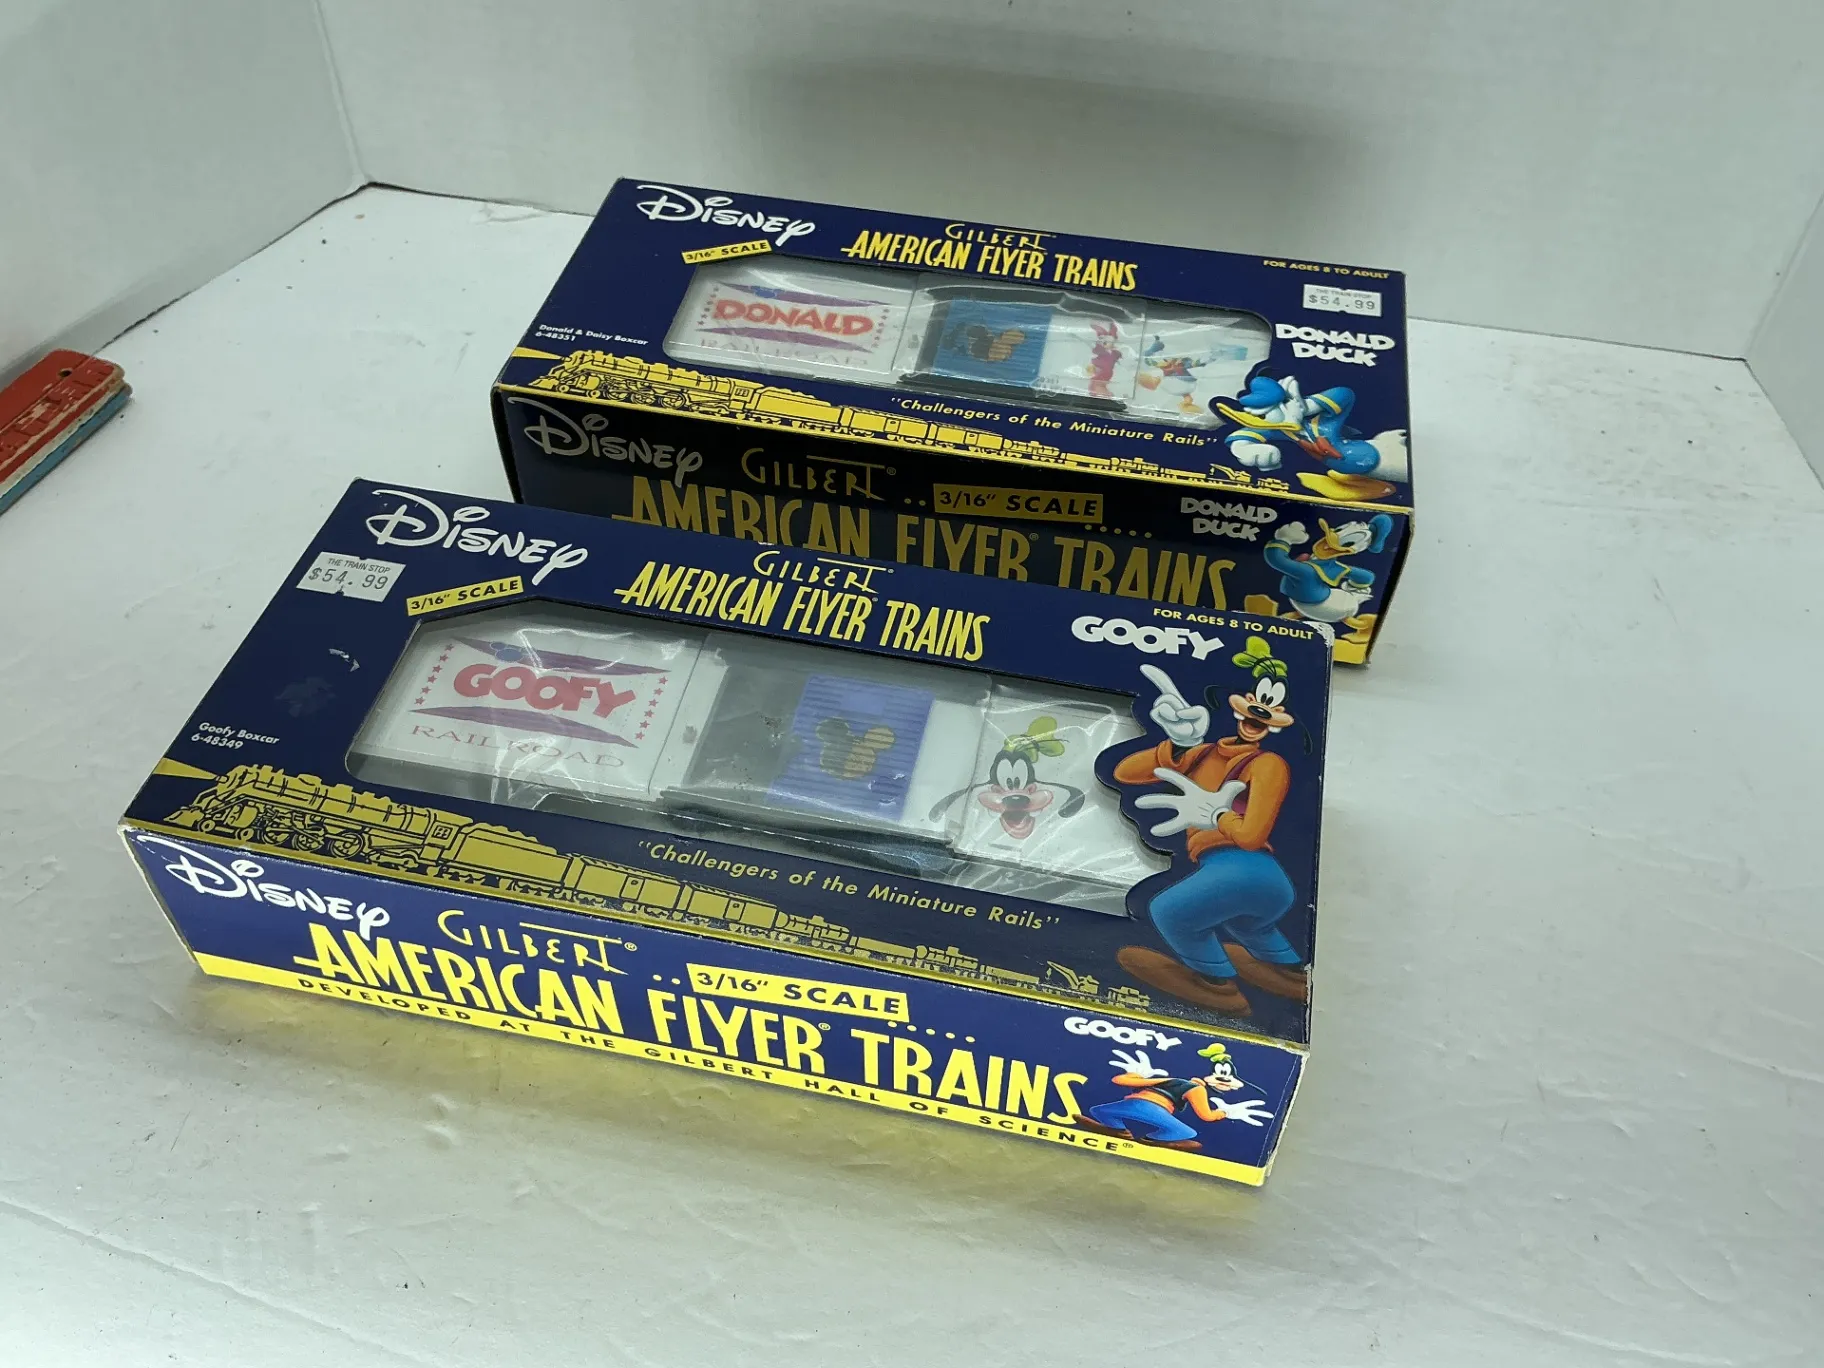 DISNEY
GILBERT
AMERICAN FLYER TRAINS
3/16" SCALE
FOR AGES 8 TO ADULT
THE TRAIN STOP
$54.99
DONALD
DUCK
DONALD
RAILROAD
Donald & Daisy Boxcar
6-48351
"Challengers of the Miniature Rails"
DISNEY
GILBERT®
3/16" SCALE
AMERICAN FLYER® TRAINS
DONALD
DUCK
DISNEY
THE TRAIN STOP
$54.99
3/16" SCALE
GILBERT®
AMERICAN FLYER TRAINS
FOR AGES 8 TO ADULT
GOOFY
GOOFY
RAILROAD
Goofy Boxcar
6-48349
"Challengers of the Miniature Rails"
DISNEY
GILBERT®
3/16" SCALE
AMERICAN FLYER® TRAINS
GOOFY
DEVELOPED AT THE GILBERT HALL OF SCIENCE®